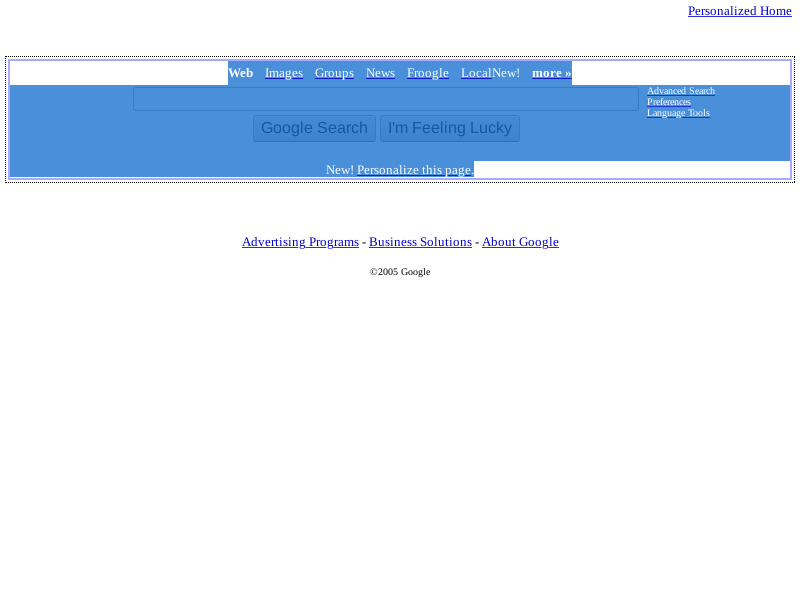 Personalized Home
Web Images Groups News Froogle LocalNew! more »
Advanced Search
Preferences
Language Tools
Google Search I'm Feeling Lucky
New! Personalize this page.
Advertising Programs - Business Solutions - About Google
©2005 Google